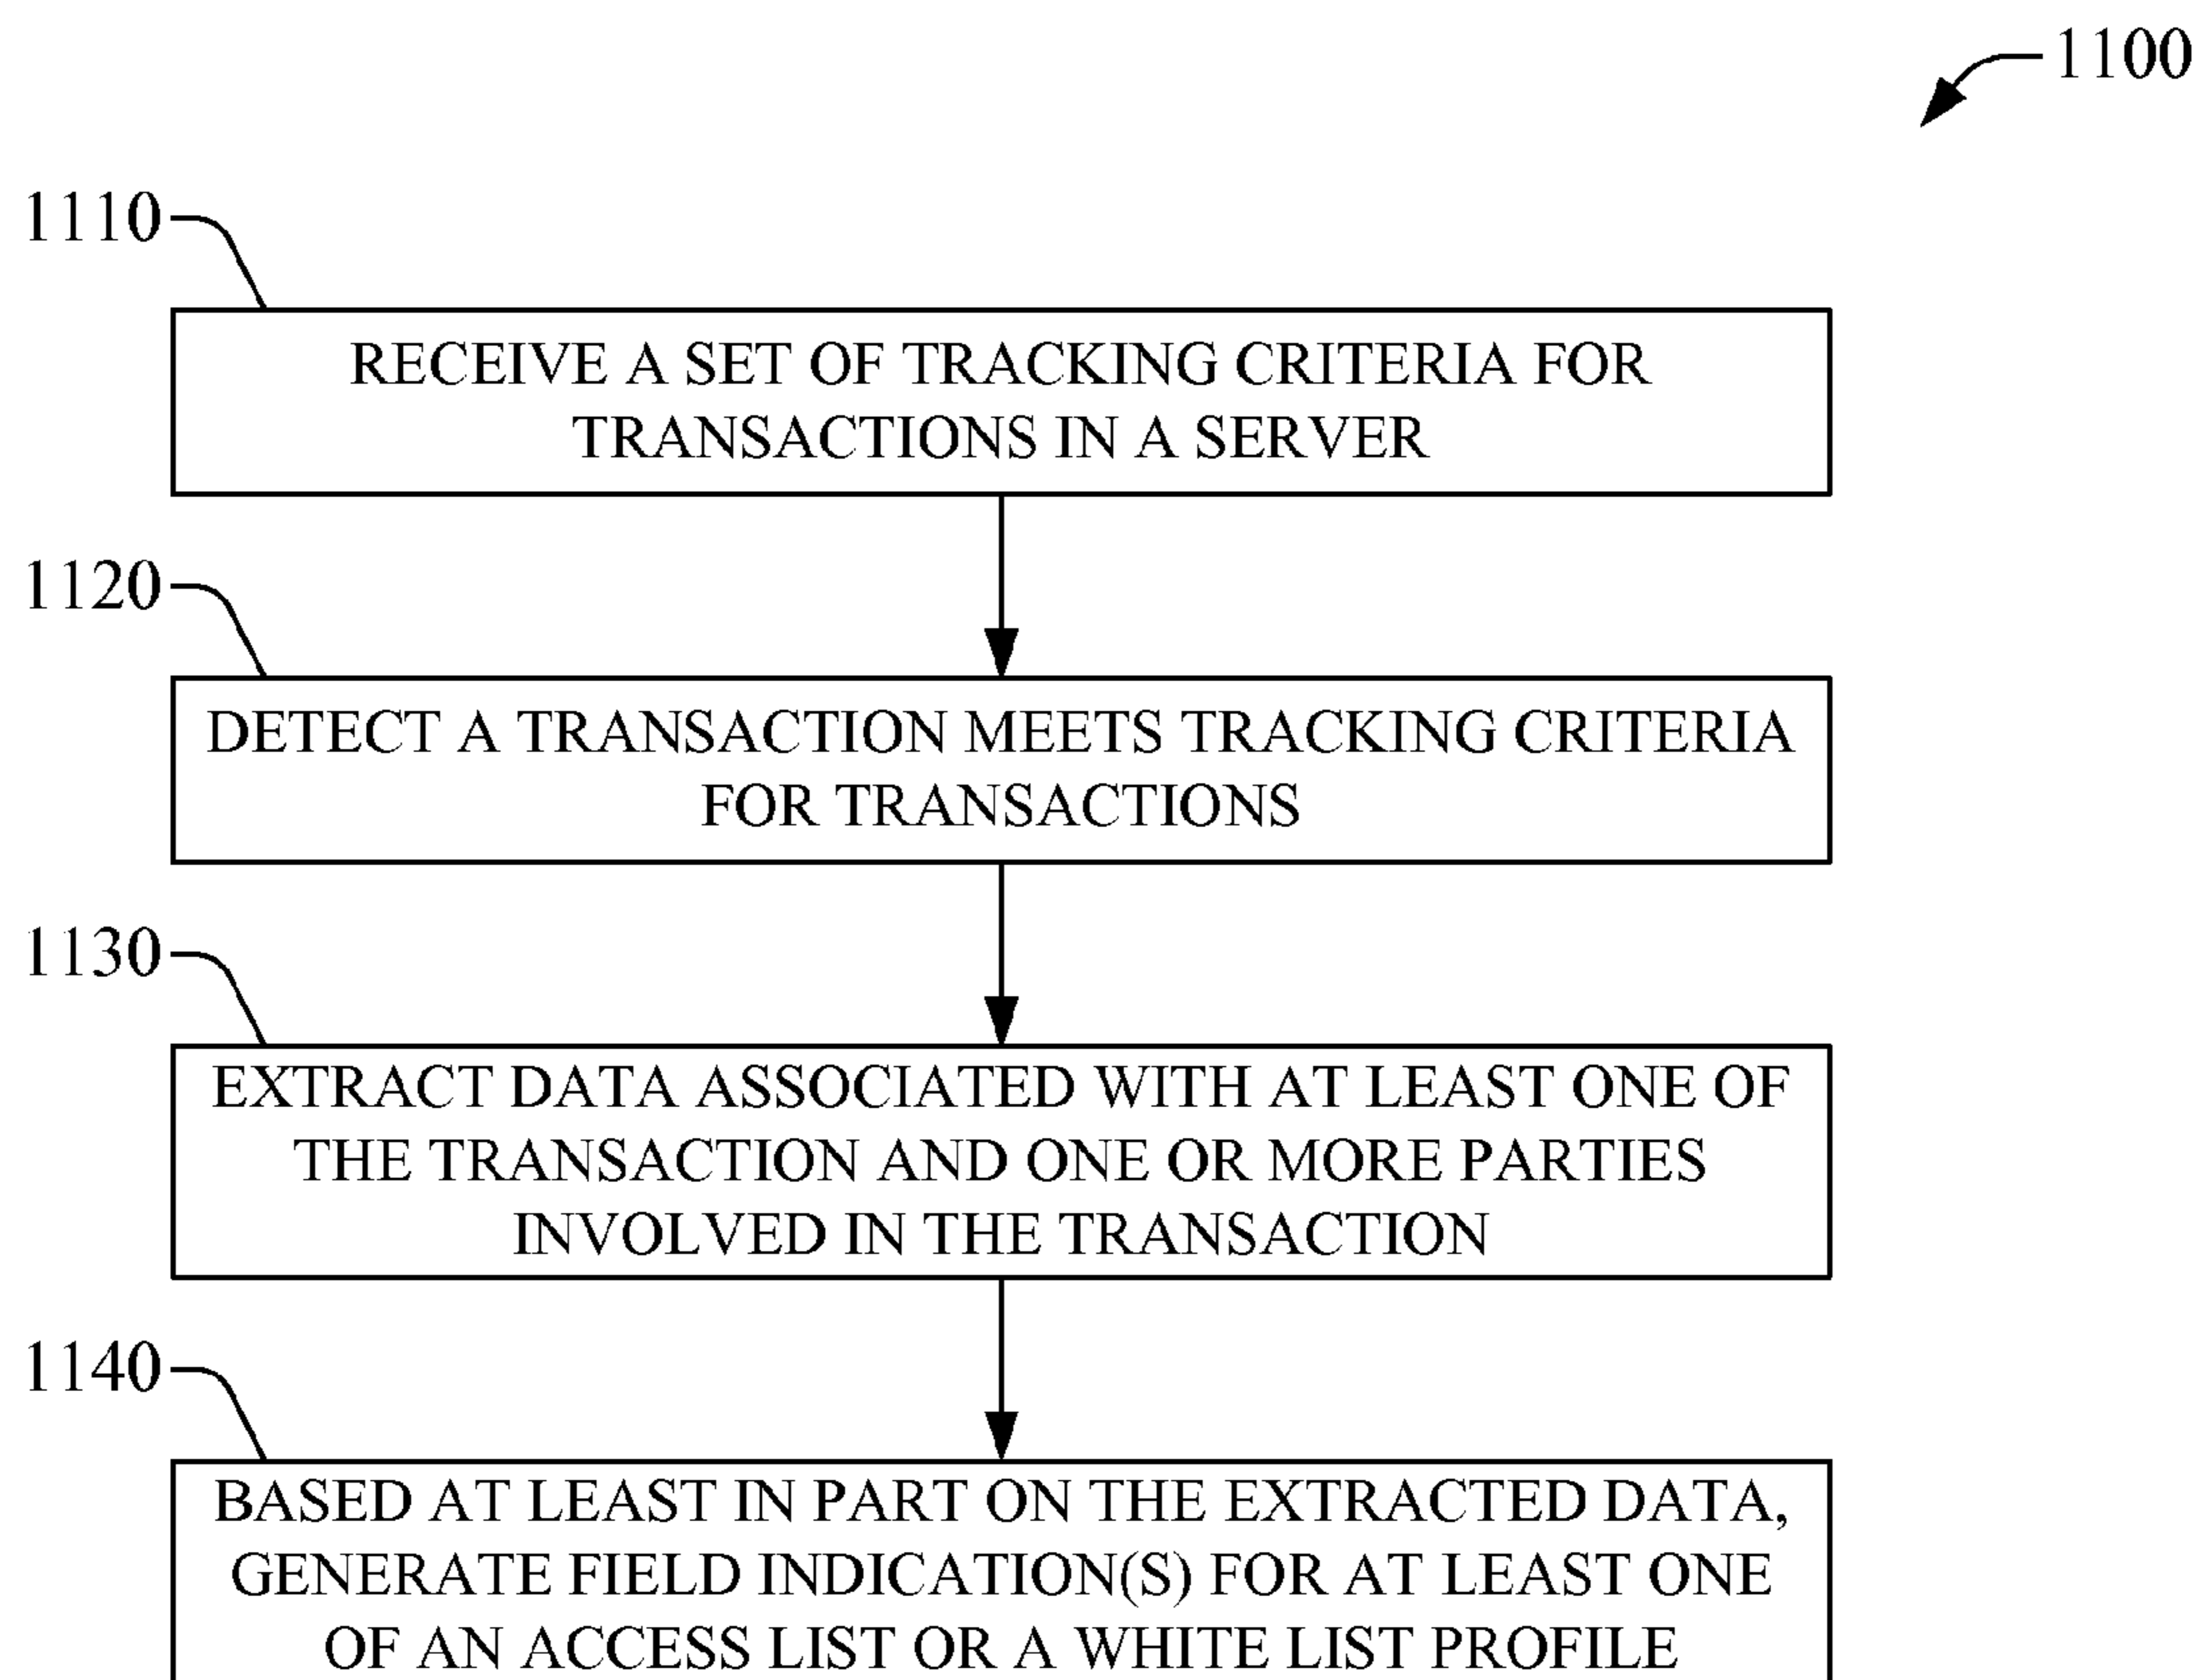 1100
1110
RECEIVE A SET OF TRACKING CRITERIA FOR
TRANSACTIONS IN A SERVER
1120
DETECT A TRANSACTION MEETS TRACKING CRITERIA
FOR TRANSACTIONS
1130
EXTRACT DATA ASSOCIATED WITH AT LEAST ONE OF
THE TRANSACTION AND ONE OR MORE PARTIES
INVOLVED IN THE TRANSACTION
1140
BASED AT LEAST IN PART ON THE EXTRACTED DATA,
GENERATE FIELD INDICATION(S) FOR AT LEAST ONE
OF AN ACCESS LIST OR A WHITE LIST PROFILE